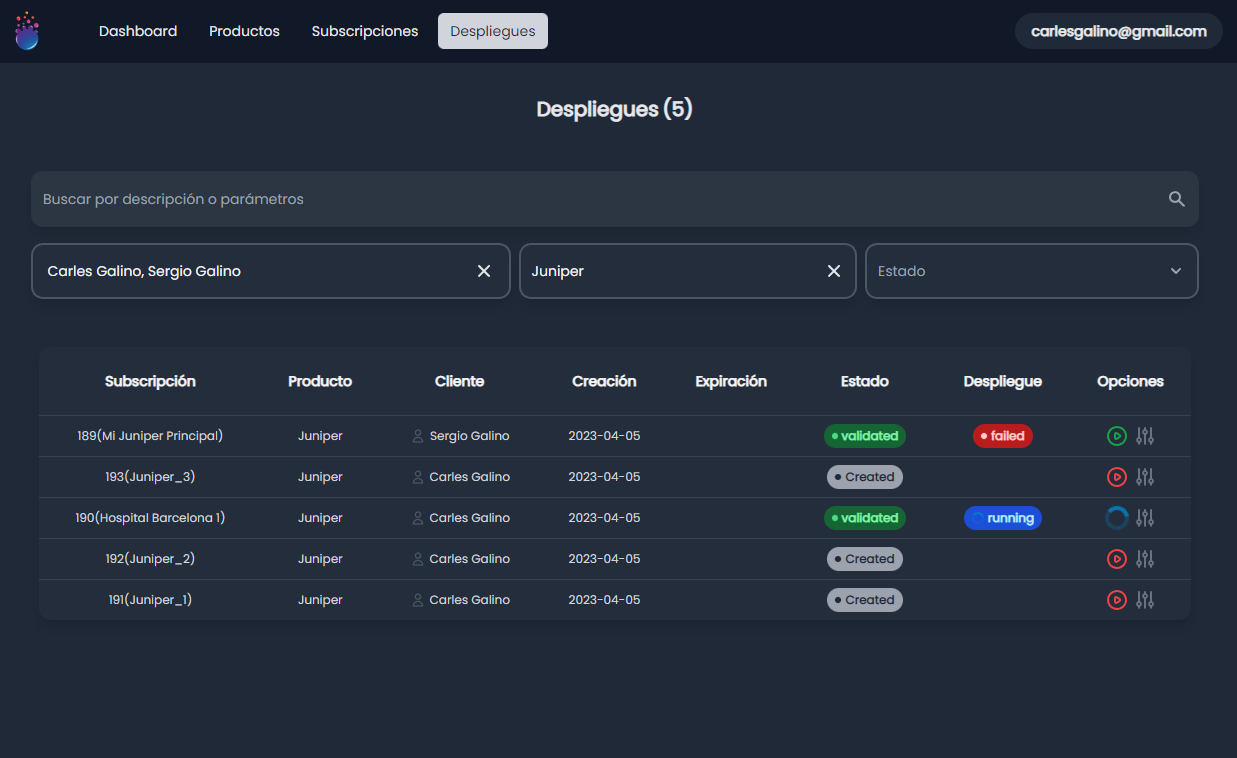 Dashboard Productos Subscripciones Despliegues carlesgalino@gmail.com
Despliegues (5)
Buscar por descripción o parámetros
Carles Galino, Sergio Galino Juniper Estado
Subscripción Producto Cliente Creación Expiración Estado Despliegue Opciones
189(Mi Juniper Principal) Juniper Sergio Galino 2023-04-05 validated failed
193(Juniper_3) Juniper Carles Galino 2023-04-05 Created
190(Hospital Barcelona 1) Juniper Carles Galino 2023-04-05 validated running
192(Juniper_2) Juniper Carles Galino 2023-04-05 Created
191(Juniper_1) Juniper Carles Galino 2023-04-05 Created